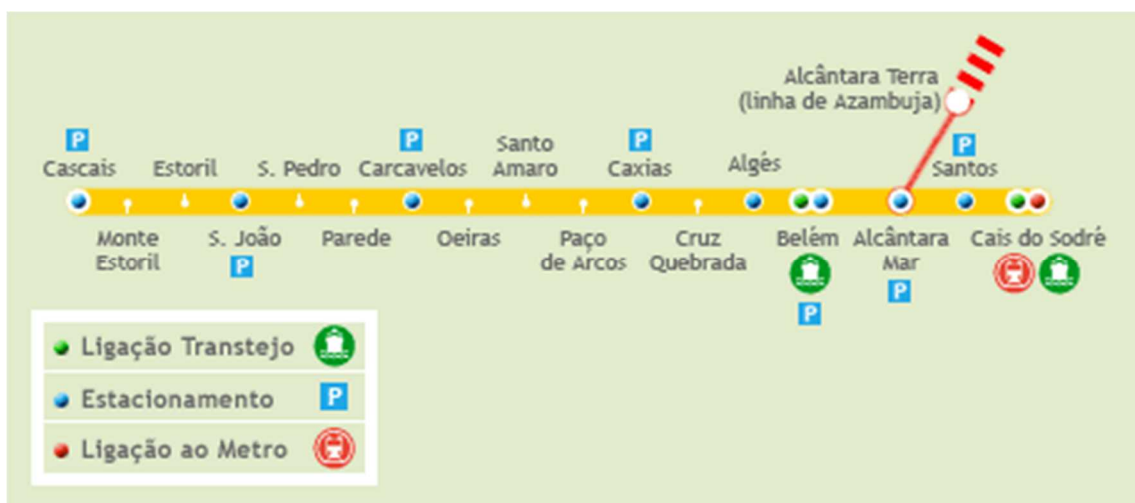 Alcântara Terra
(linha de Azambuja)
P
P
P
P
Cascais
Estoril
S. Pedro
Carcavelos
Santo
Amaro
Caxias
Algés
Santos
Monte
Estoril
S. João
P
Parede
Oeiras
Paço
de Arcos
Cruz
Quebrada
Belém
P
Alcântara
Mar
P
Cais do Sodré
Ligação Transtejo
Estacionamento P
Ligação ao Metro